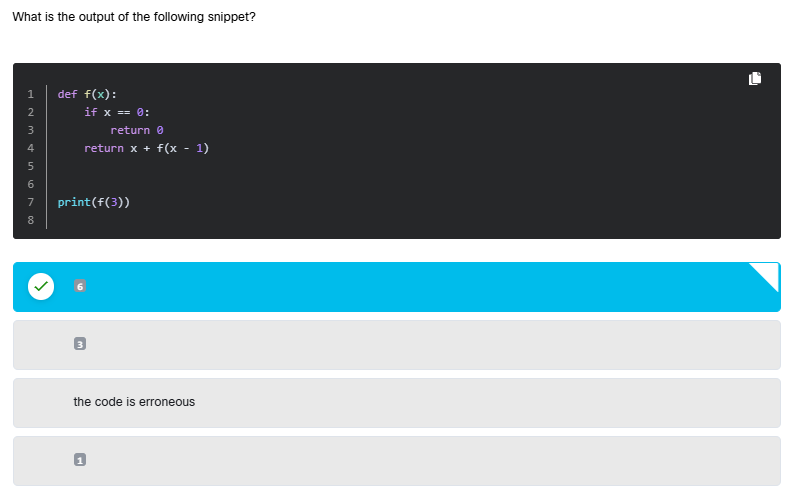 What is the output of the following snippet?
1 def f(x):
2     if x == 0:
3         return 0
4     return x + f(x - 1)
5
6
7 print(f(3))
8
6
3
the code is erroneous
1